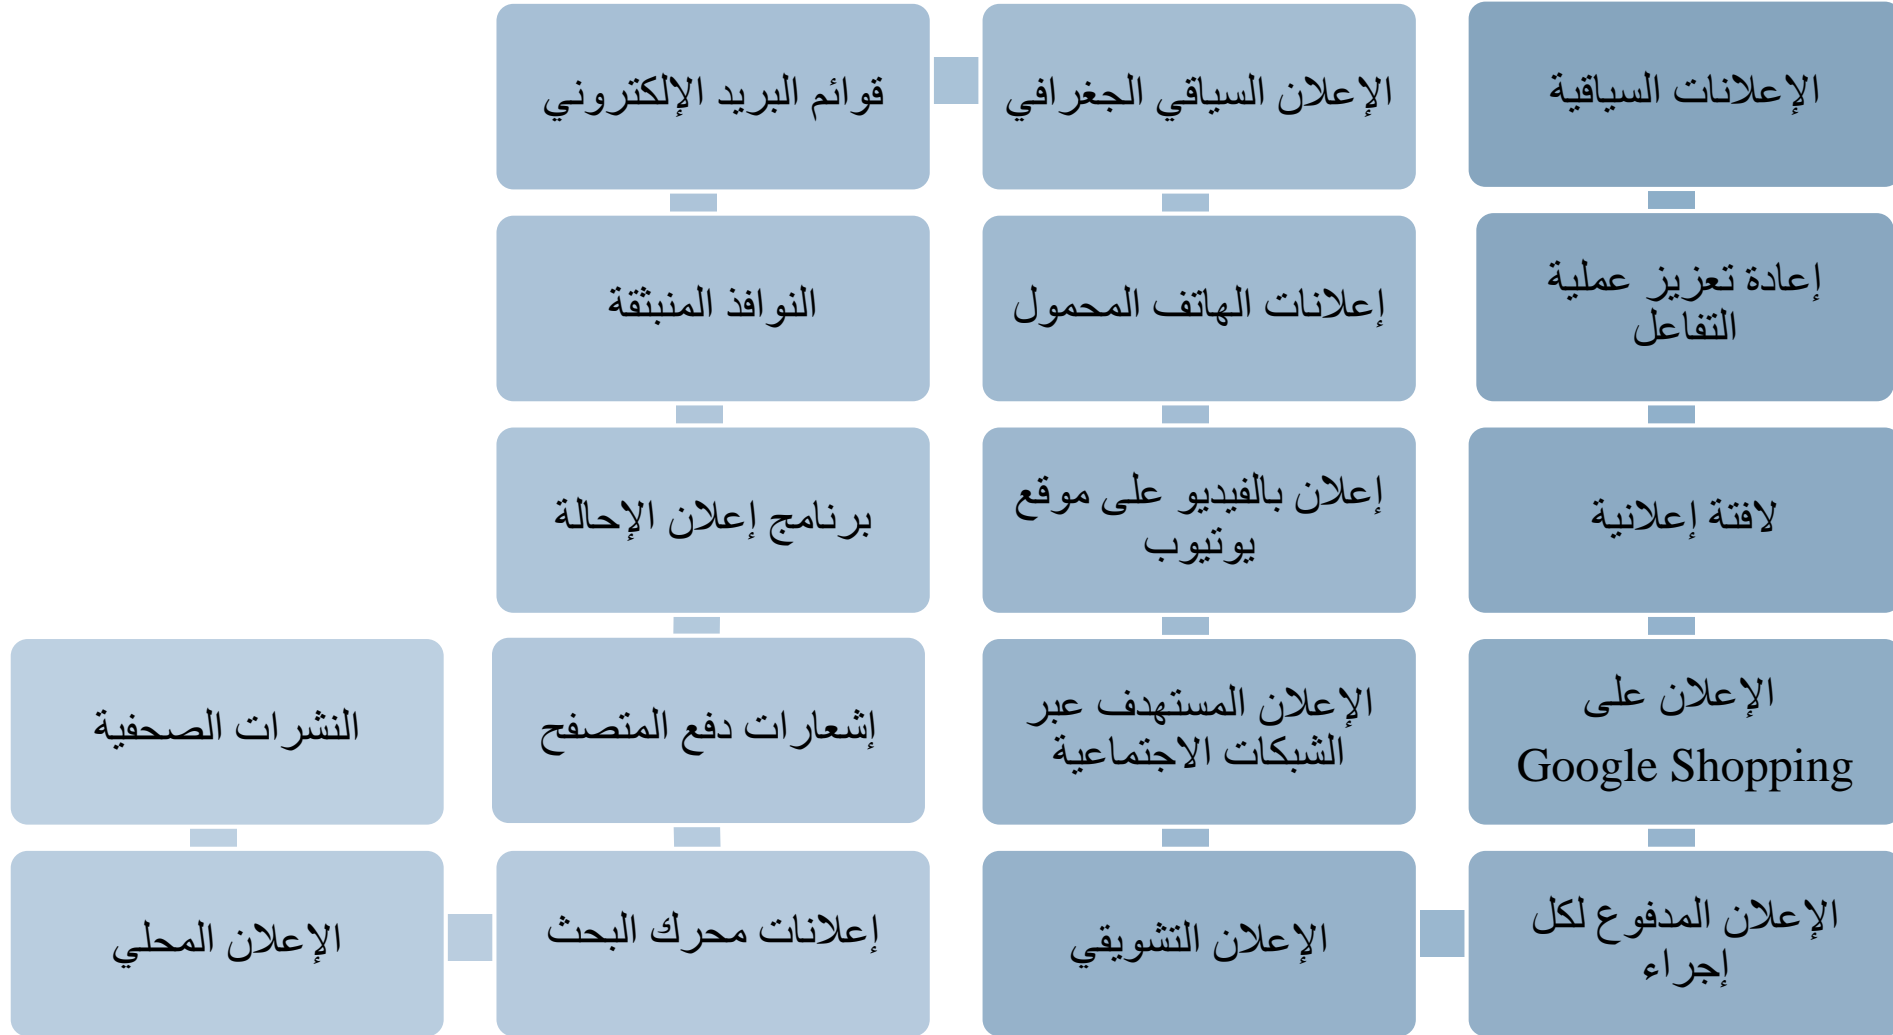 الإعلانات السياقية
إعادة تعزيز عملية
التفاعل
لافتة إعلانية
الإعلان على
Google Shopping
الإعلان المدفوع لكل
إجراء
الإعلان التشويقي
الإعلان المستهدف عبر
الشبكات الاجتماعية
إعلان بالفيديو على موقع
يوتيوب
إعلانات الهاتف المحمول
الإعلان السياقي الجغرافي
قوائم البريد الإلكتروني
النوافذ المنبثقة
برنامج إعلان الإحالة
إشعارات دفع المتصفح
إعلانات محرك البحث
الإعلان المحلي
النشرات الصحفية